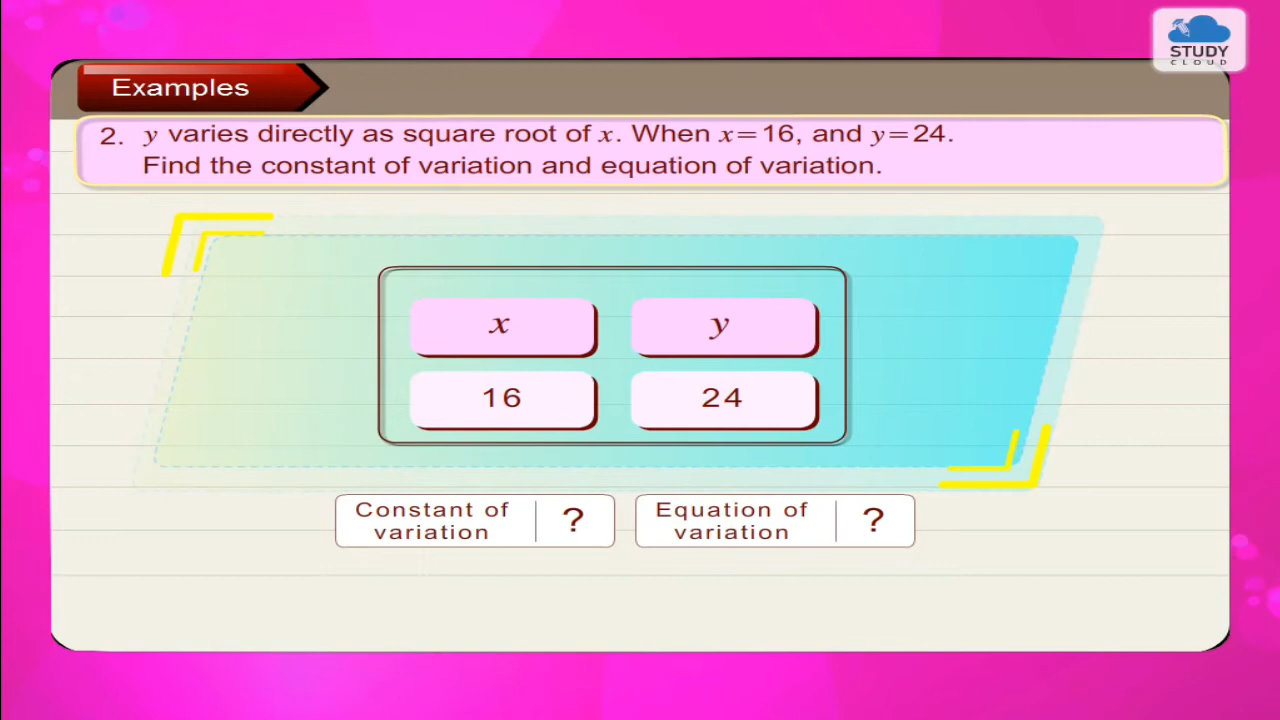 STUDY
CLOUD
Examples
2. y varies directly as square root of x. When x=16, and y=24.
Find the constant of variation and equation of variation.
x y
16 24
Constant of
variation
?
Equation of
variation
?